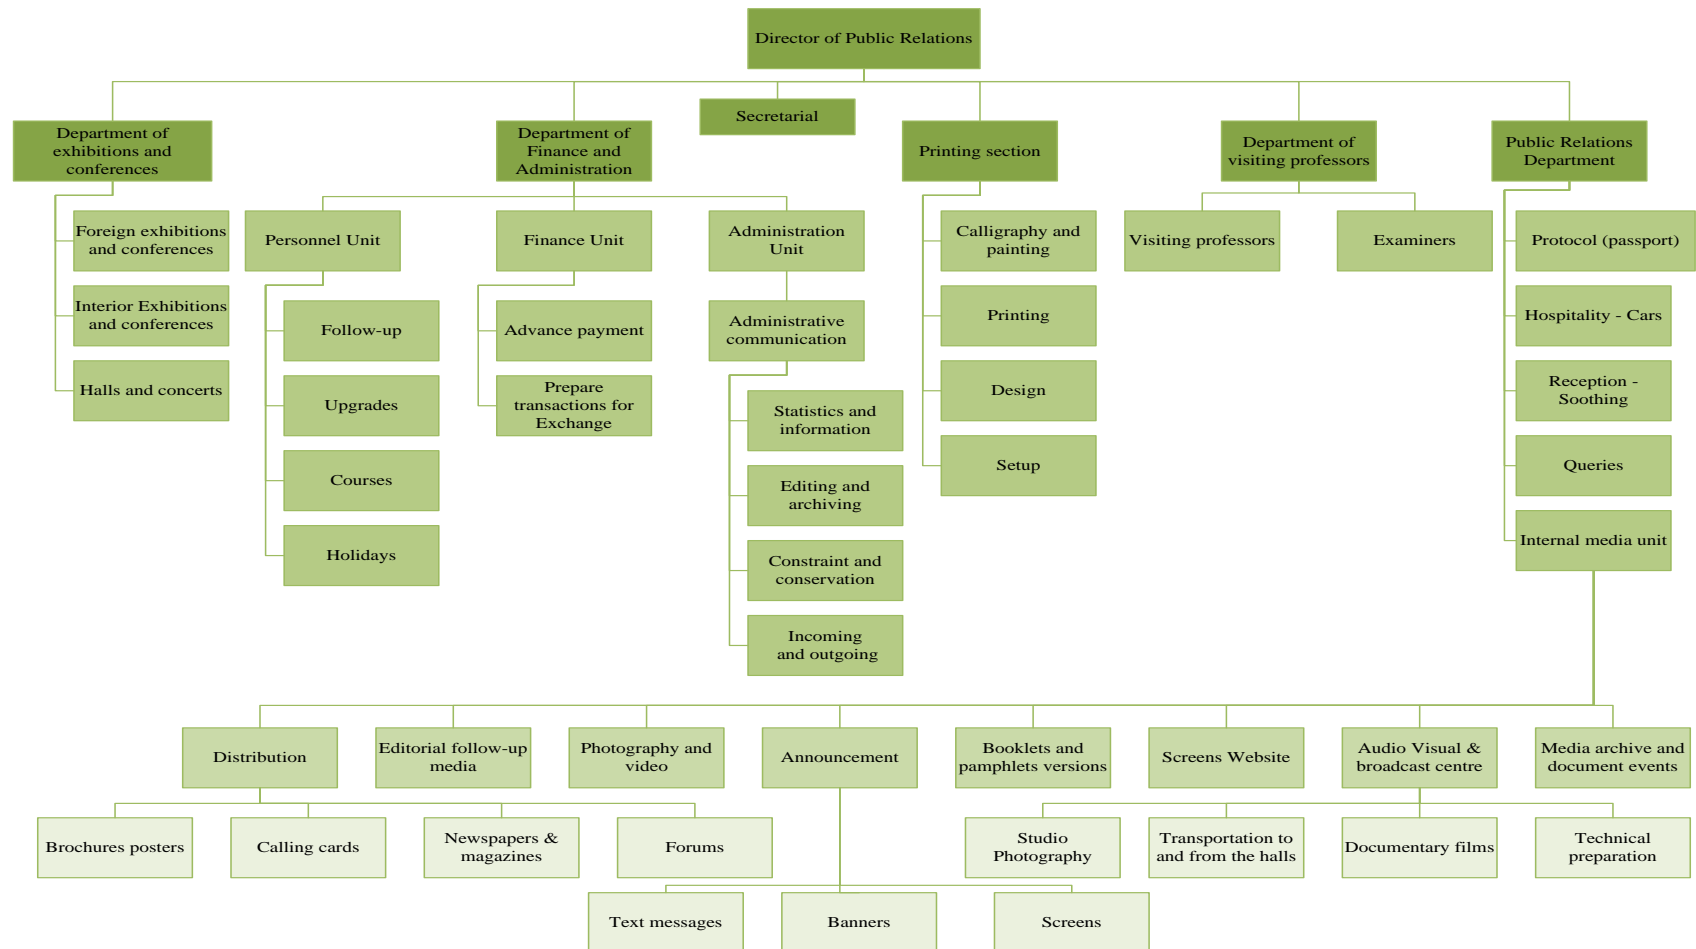 Director of Public Relations
Secretarial
Department of
exhibitions and
conferences
Department of
Finance and
Administration
Printing section
Department of
visiting professors
Public Relations
Department
Foreign exhibitions
and conferences
Interior Exhibitions
and conferences
Halls and concerts
Personnel Unit
Follow-up
Upgrades
Courses
Holidays
Finance Unit
Advance payment
Prepare
transactions for
Exchange
Administration
Unit
Administrative
communication
Statistics and
information
Editing and
archiving
Constraint and
conservation
Incoming
and outgoing
Calligraphy and
painting
Printing
Design
Setup
Visiting professors
Examiners
Protocol (passport)
Hospitality - Cars
Reception -
Soothing
Queries
Internal media unit
Distribution
Editorial follow-up
media
Photography and
video
Announcement
Booklets and
pamphlets versions
Screens Website
Audio Visual &
broadcast centre
Media archive and
document events
Brochures posters
Calling cards
Newspapers &
magazines
Forums
Studio
Photography
Transportation to
and from the halls
Documentary films
Technical
preparation
Text messages
Banners
Screens